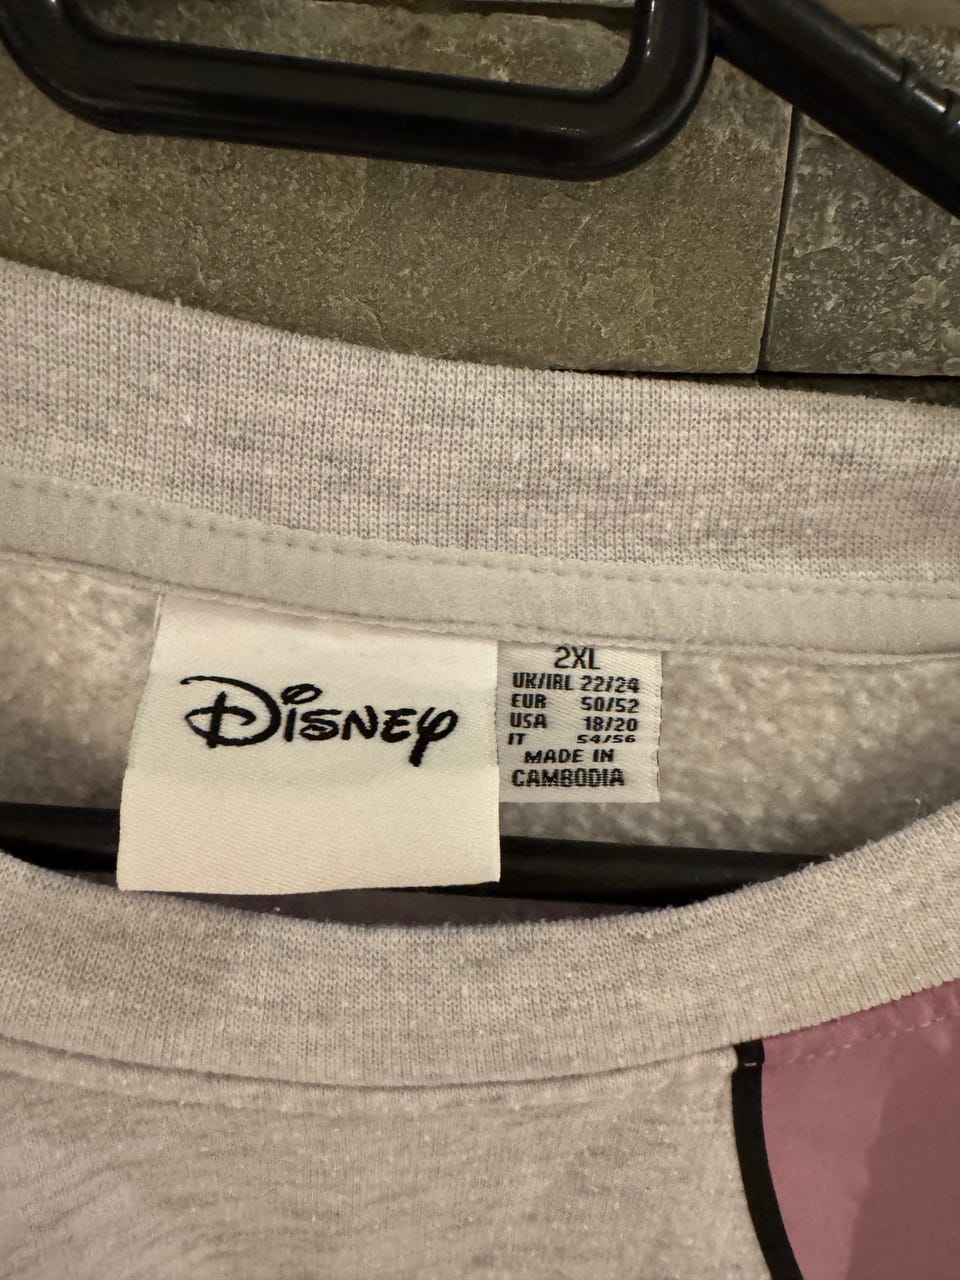 Disney
2XL
UK/IRL 22/24
EUR 50/52
USA 18/20
IT 54/56
MADE IN
CAMBODIA